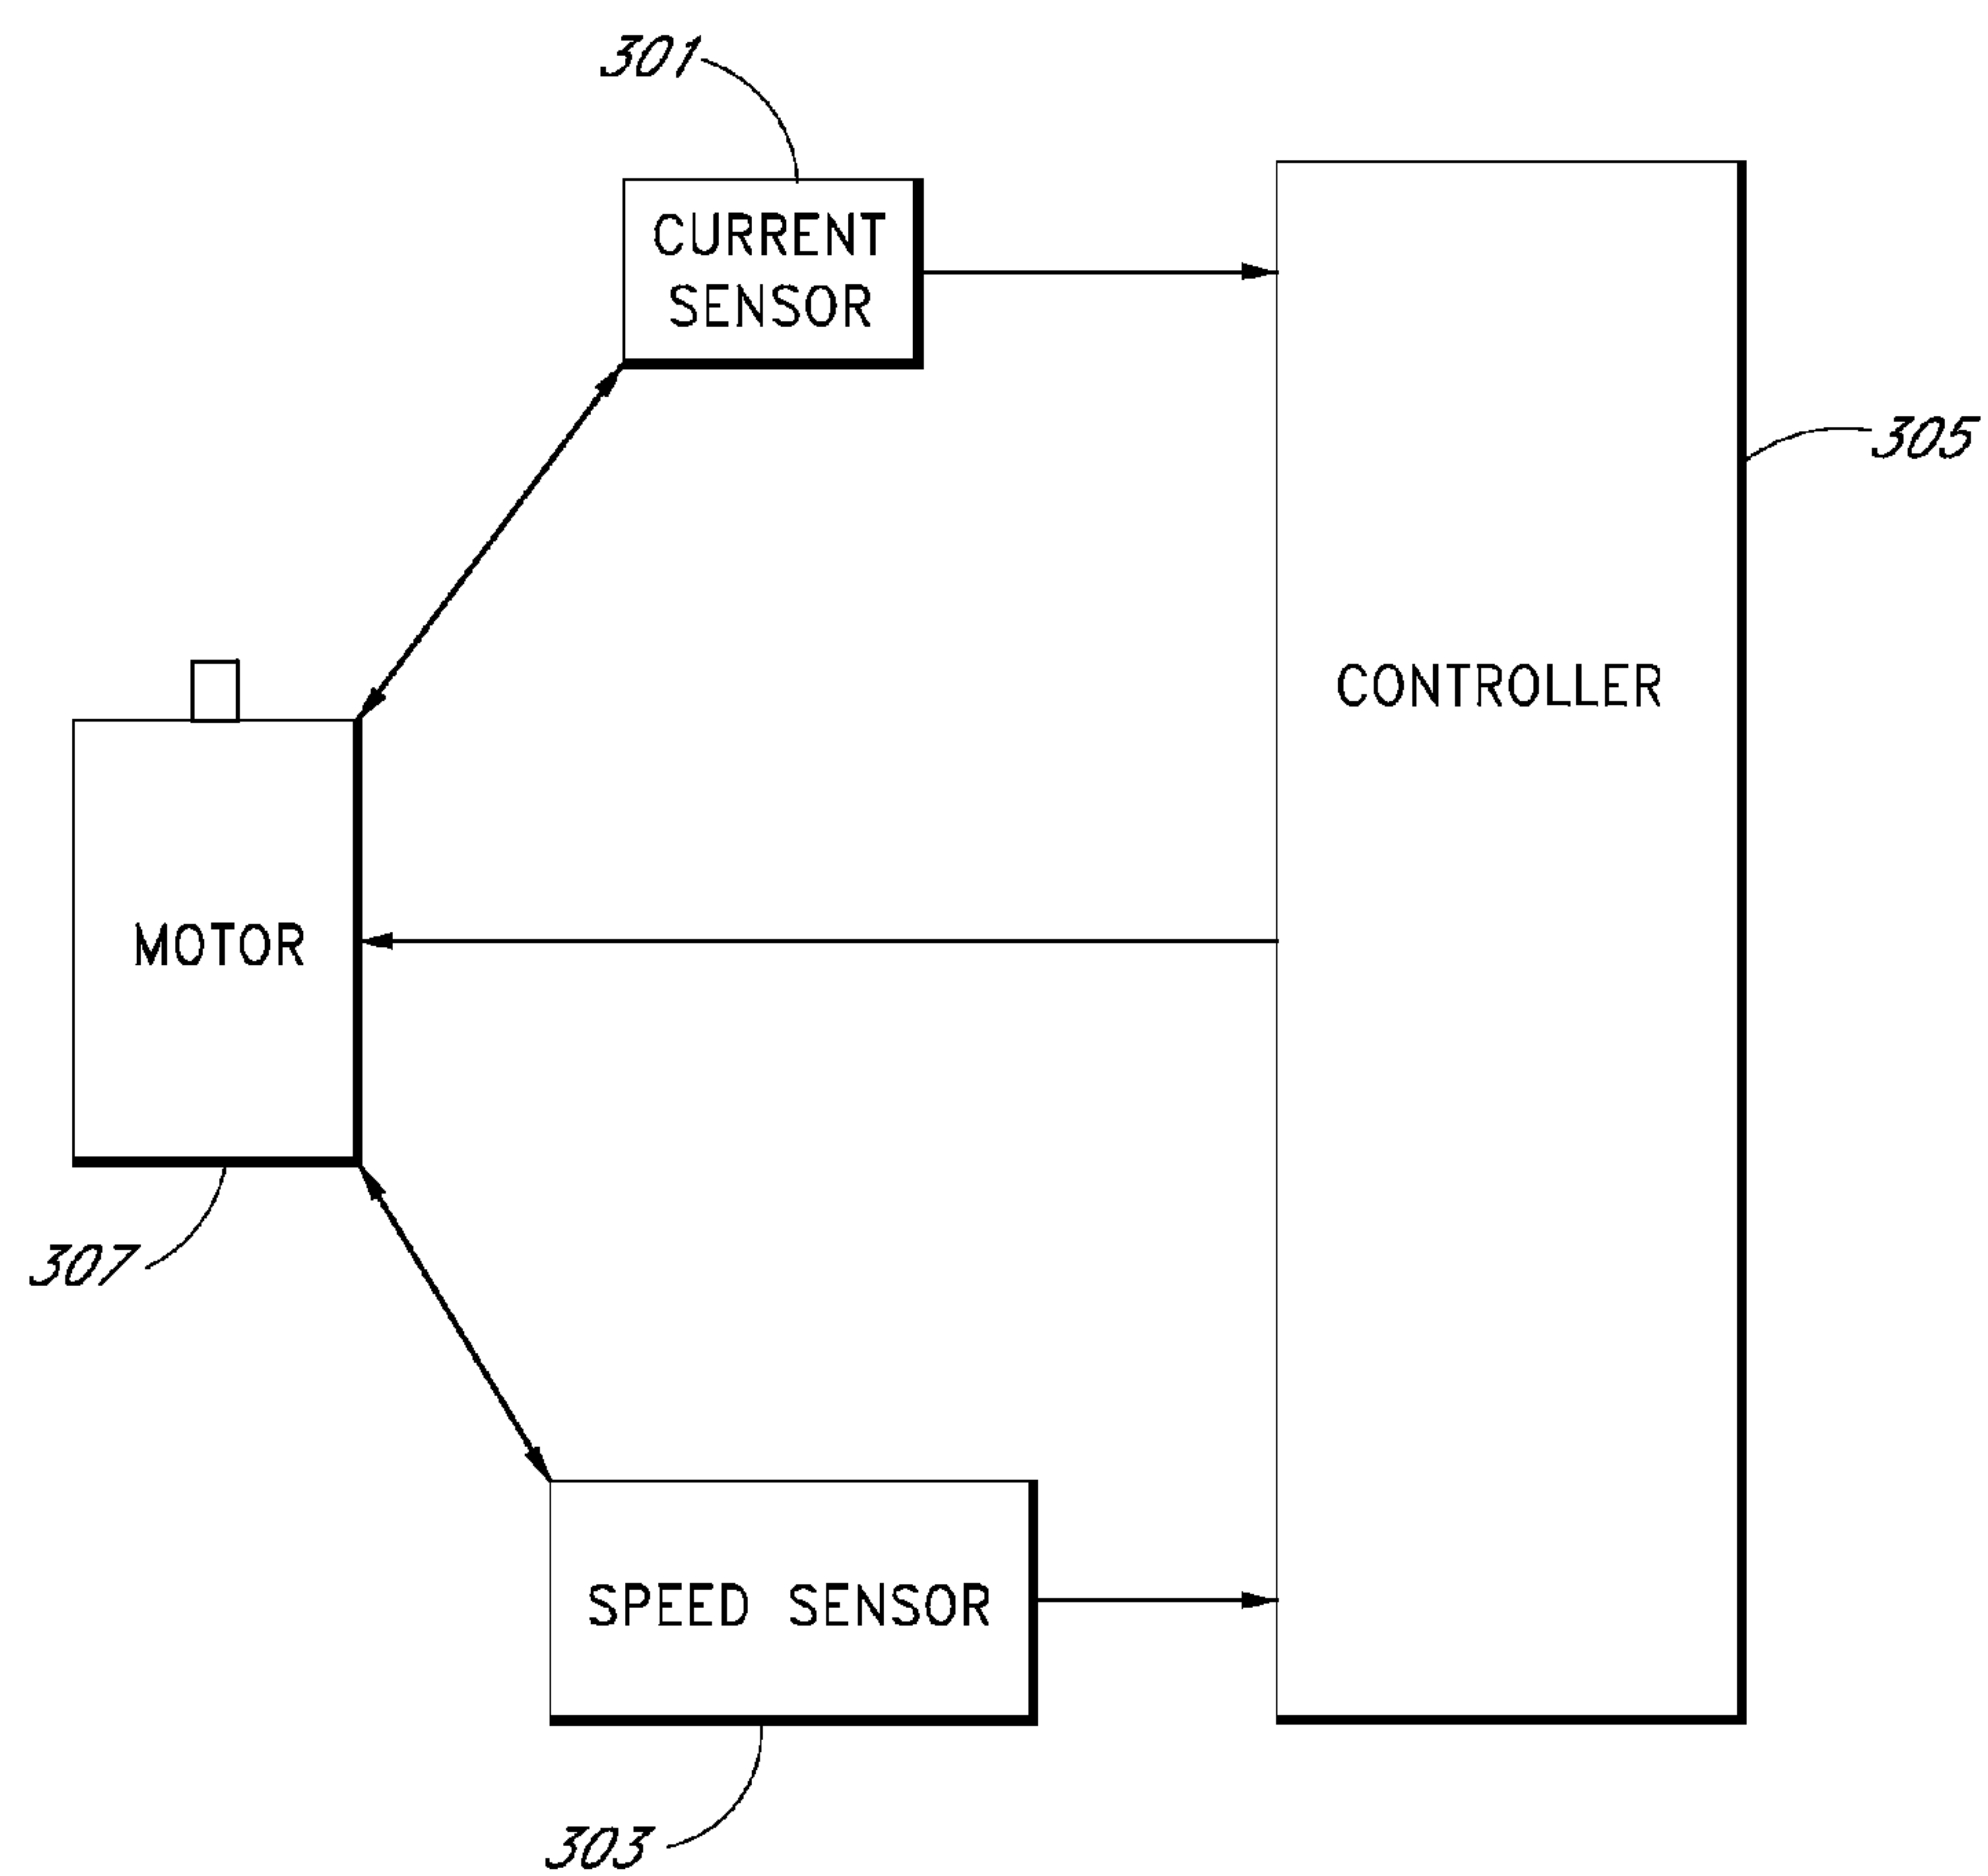 301
CURRENT
SENSOR
305
CONTROLLER
MOTOR
307
SPEED SENSOR
303